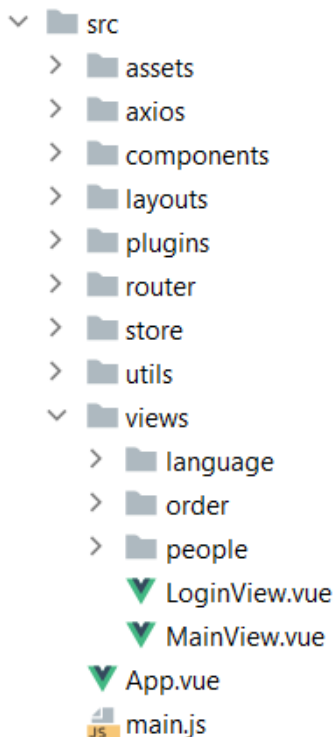 src
assets
axios
components
layouts
plugins
router
store
utils
views
language
order
people
LoginView.vue
MainView.vue
App.vue
JS main.js